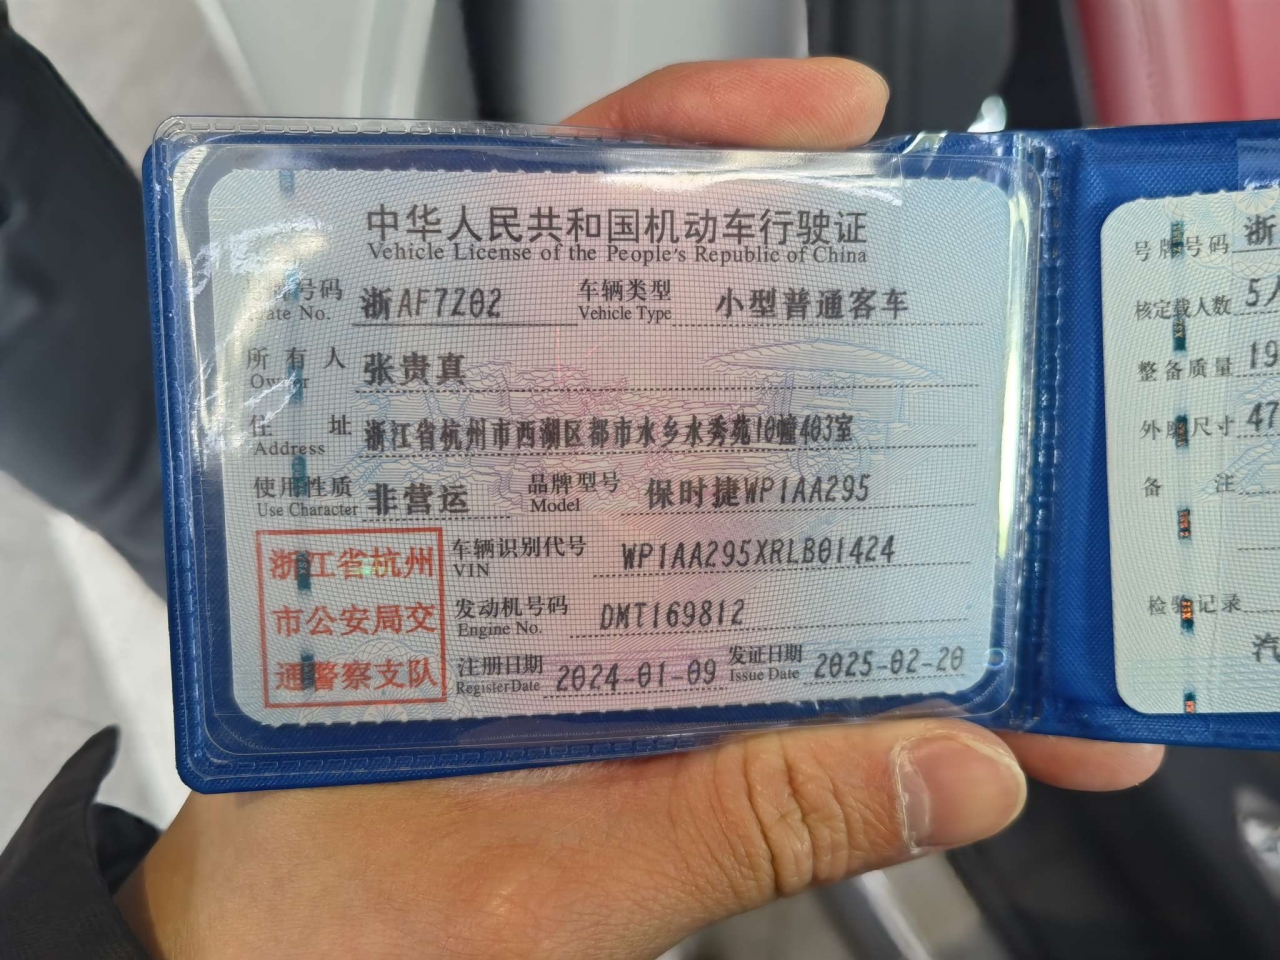 中华人民共和国机动车行驶证
Vehicle License of the People's Republic of China
号码 浙AF7Z02 车辆类型 小型普通客车
No. Vehicle Type
所有人 张贵真
Owner
住址 浙江省杭州市西湖区都市水乡水秀苑10幢403室
Address
使用性质 非营运 品牌型号 保时捷WP1AA295
Use Character Model
浙江省杭州
市公安局交
通警察支队
车辆识别代号 WP1AA295XRLB01424
VIN
发动机号码 DMT169812
Engine No.
注册日期 2024-01-09 发证日期 2025-02-20
Register Date Issue Date
号牌号码 浙
核定载人数 5人
整备质量 19
外廓尺寸 47
备注
检验记录
汽